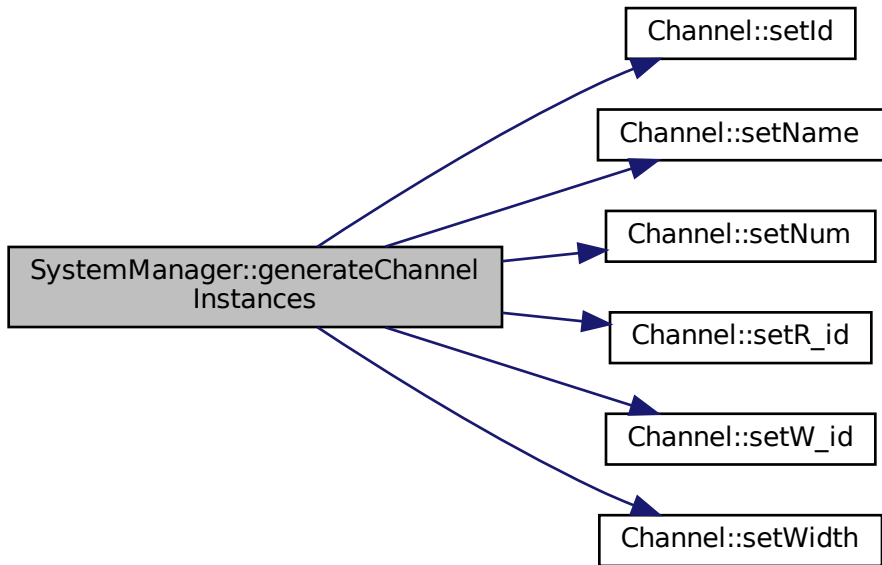 Channel::setId
Channel::setName
Channel::setNum
SystemManager::generateChannel
Instances
Channel::setR_id
Channel::setW_id
Channel::setWidth